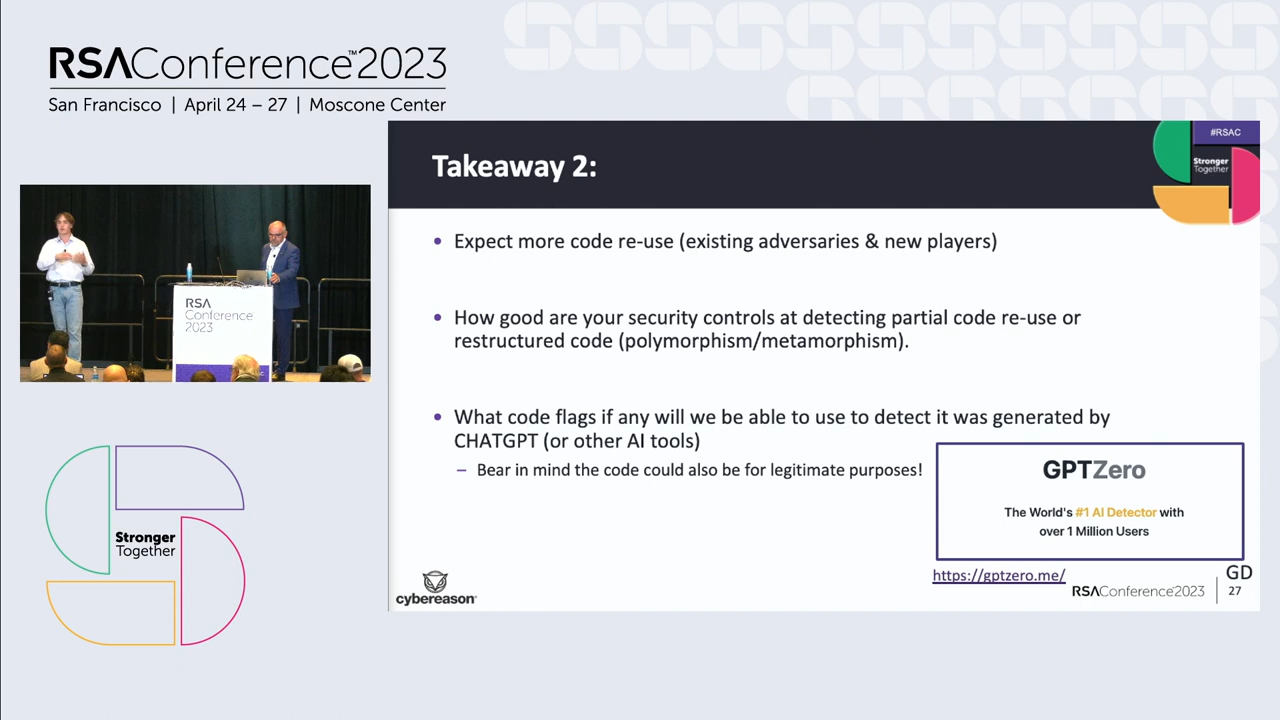 RSAConference™2023
San Francisco | April 24 – 27 | Moscone Center
#RSAC
Stronger
Together
Takeaway 2:
• Expect more code re-use (existing adversaries & new players)
• How good are your security controls at detecting partial code re-use or
restructured code (polymorphism/metamorphism).
• What code flags if any will we be able to use to detect it was generated by
CHATGPT (or other AI tools)
– Bear in mind the code could also be for legitimate purposes!
GPTZero
The World's #1 AI Detector with
over 1 Million Users
https://gptzero.me/
GD
cybereason
RSAConference2023
27
RSA
Conference
2023
Stronger
Together